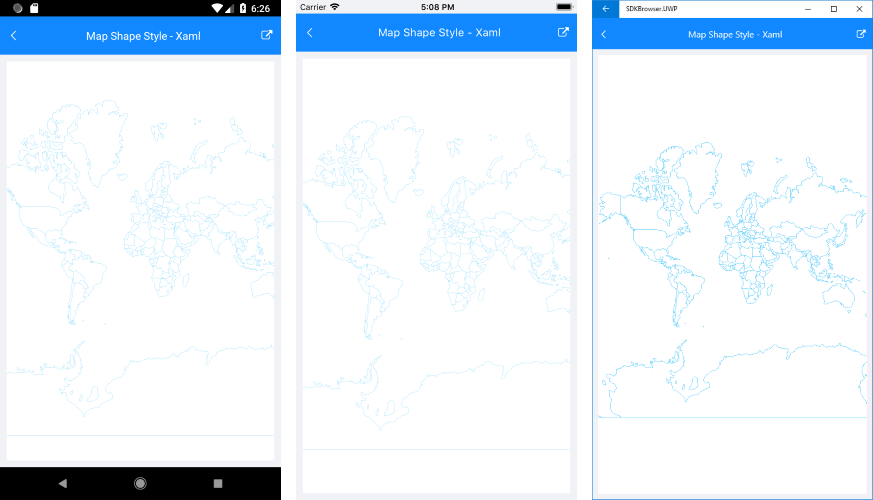 6:26
Map Shape Style - Xaml
Carrier 5:08 PM
Map Shape Style - Xaml
SDKBrowser.UWP
Map Shape Style - Xaml